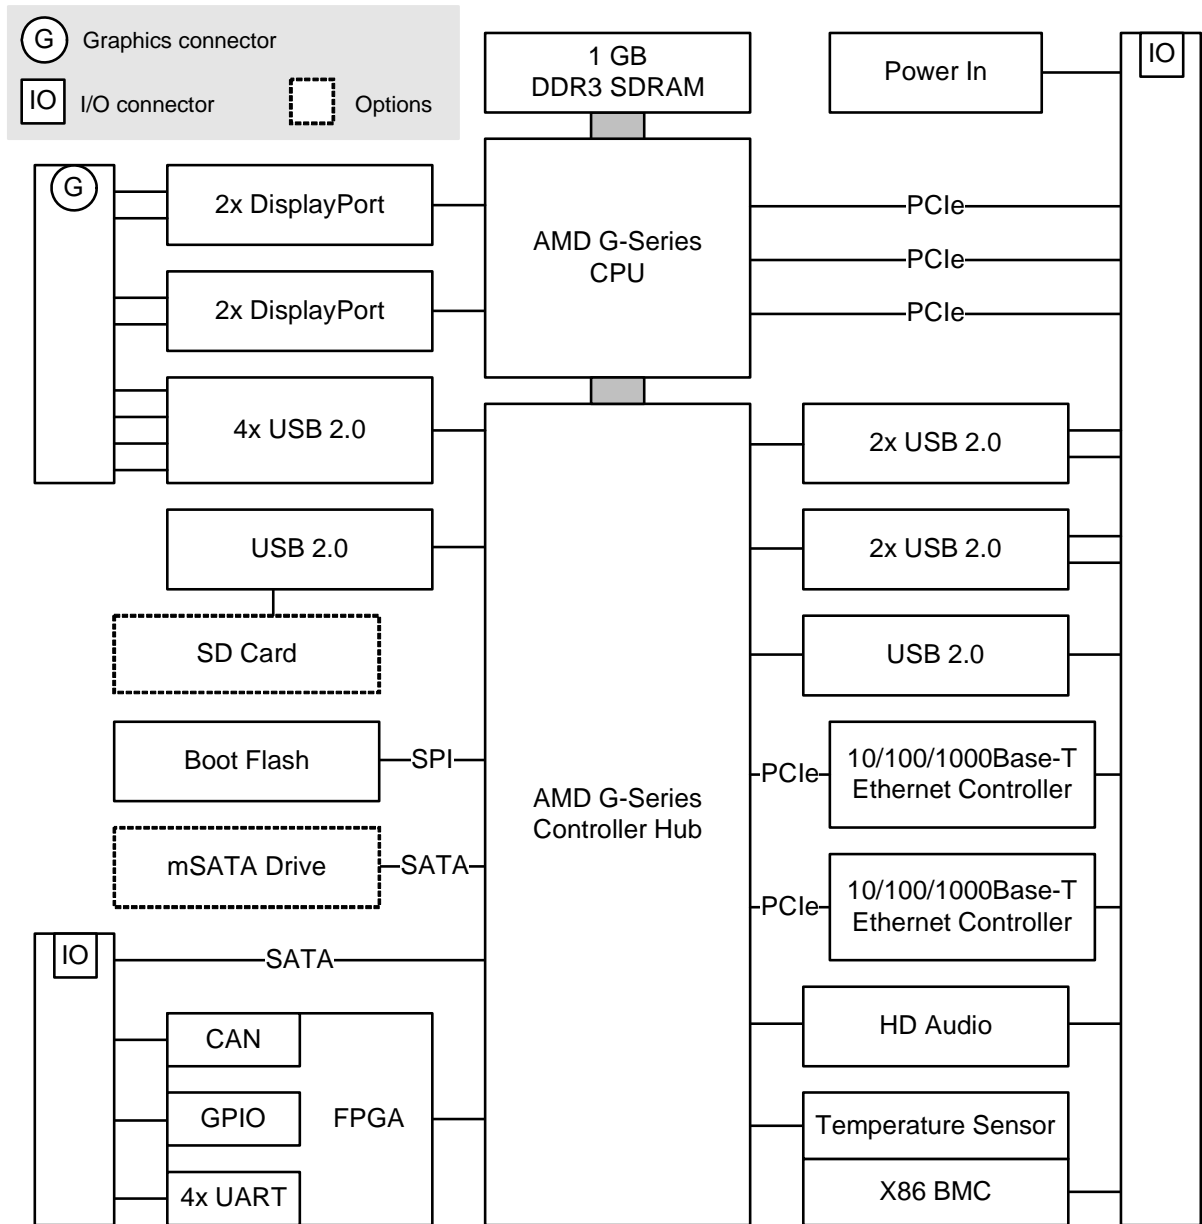 G
Graphics connector
IO
I/O connector
Options
1 GB
DDR3 SDRAM
Power In
IO
G
2x DisplayPort
AMD G-Series
CPU
PCIe
PCIe
PCIe
2x DisplayPort
4x USB 2.0
2x USB 2.0
USB 2.0
2x USB 2.0
SD Card
USB 2.0
Boot Flash
SPI
AMD G-Series
Controller Hub
PCIe
10/100/1000Base-T
Ethernet Controller
mSATA Drive
SATA
PCIe
10/100/1000Base-T
Ethernet Controller
IO
SATA
CAN
GPIO
4x UART
FPGA
HD Audio
Temperature Sensor
X86 BMC